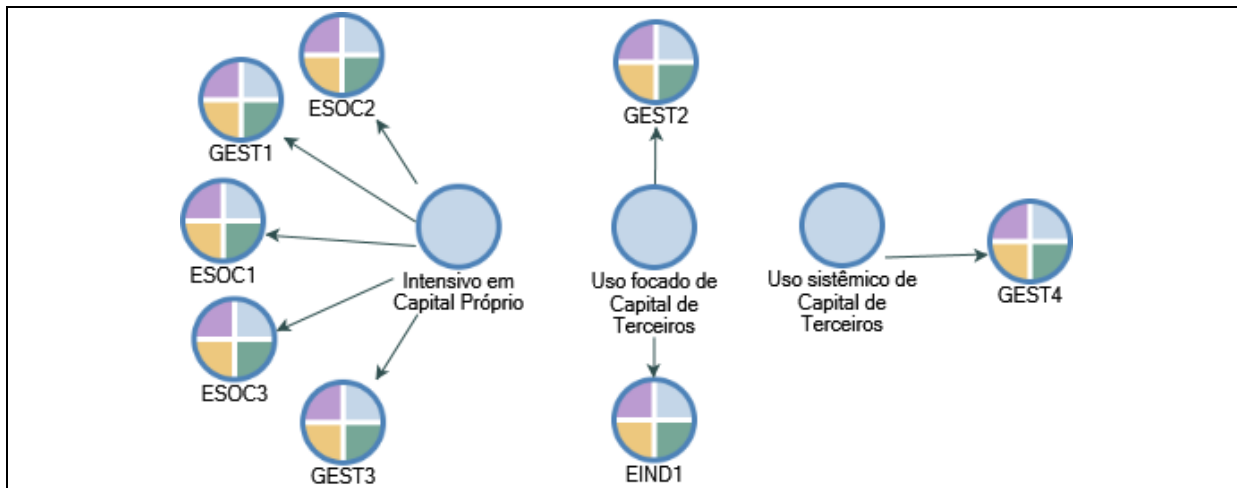 ESOC2
GEST1
ESOC1
ESOC3
GEST3
Intensivo em
Capital Próprio
GEST2
Uso focado de
Capital de
Terceiros
EIND1
Uso sistêmico de
Capital de
Terceiros
GEST4